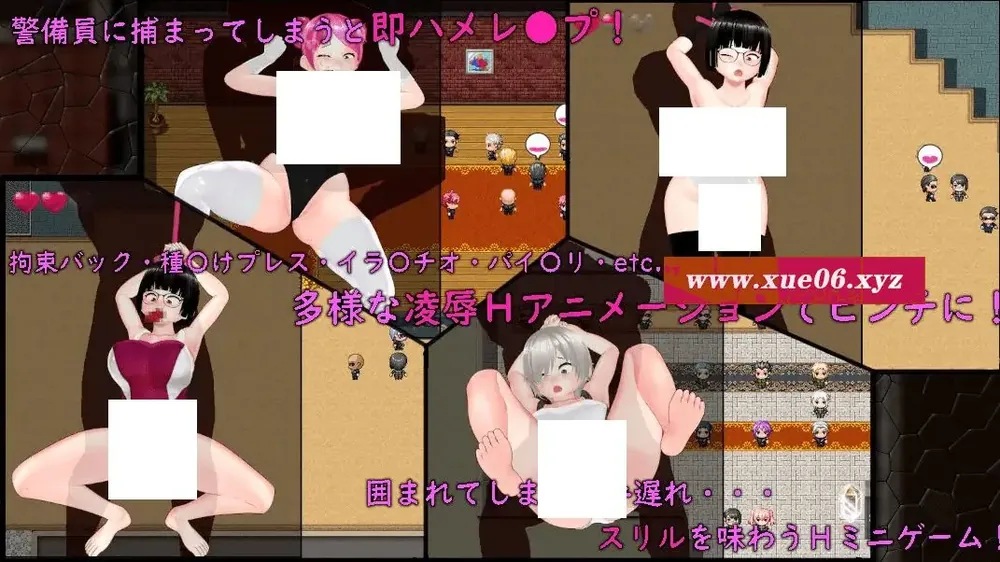 警備員に捕まってしまうと即ハメレ●プ!
拘束バック・種〇けプレス・イラ〇チオ・パイ〇リ・etc.
www.xue06.xyz
多様な凌辱Hアニメーションでピンチに!
囲まれてしま 遅れ・・・
スリルを味わうHミニゲーム!